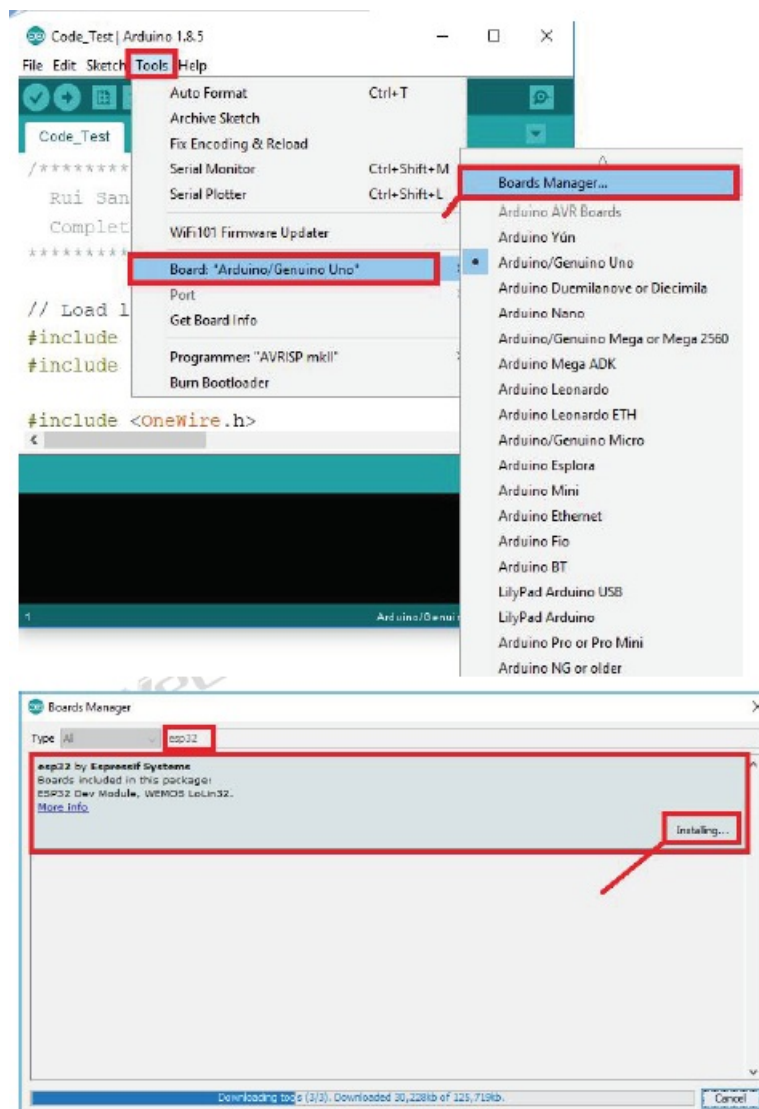 Code_Test | Arduino 1.8.5
File Edit Sketch Tools Help
Auto Format Ctrl+T
Archive Sketch
Fix Encoding & Reload
Serial Monitor Ctrl+Shift+M
Serial Plotter Ctrl+Shift+L
WiFi101 Firmware Updater
Board: "Arduino/Genuino Uno"
Port
Get Board Info
Programmer: "AVRISP mkII"
Burn Bootloader
Code_Test
/********
Rui San
Complet
*********
// Load l
#include
#include
#include <OneWire.h>
1
Arduino/Genui
Boards Manager...
Arduino AVR Boards
Arduino Yún
Arduino/Genuino Uno
Arduino Duemilanove or Diecimila
Arduino Nano
Arduino/Genuino Mega or Mega 2560
Arduino Mega ADK
Arduino Leonardo
Arduino Leonardo ETH
Arduino/Genuino Micro
Arduino Esplora
Arduino Mini
Arduino Ethernet
Arduino Fio
Arduino BT
LilyPad Arduino USB
LilyPad Arduino
Arduino Pro or Pro Mini
Arduino NG or older
Boards Manager
Type All esp32
esp32 by Espressif Systems
Boards included in this package:
ESP32 Dev Module, WEMOS LoLin32.
More info
Installing...
Downloading tools (3/3). Downloaded 30,228kb of 125,719kb.
Cancel